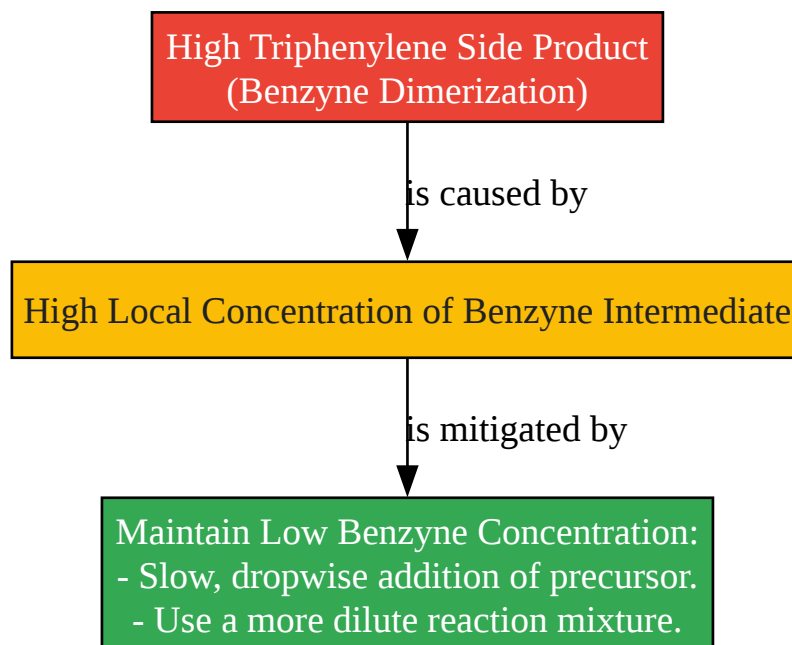 High Triphenylene Side Product
(Benzyne Dimerization)
is caused by
High Local Concentration of Benzyne Intermediate
is mitigated by
Maintain Low Benzyne Concentration:
- Slow, dropwise addition of precursor.
- Use a more dilute reaction mixture.